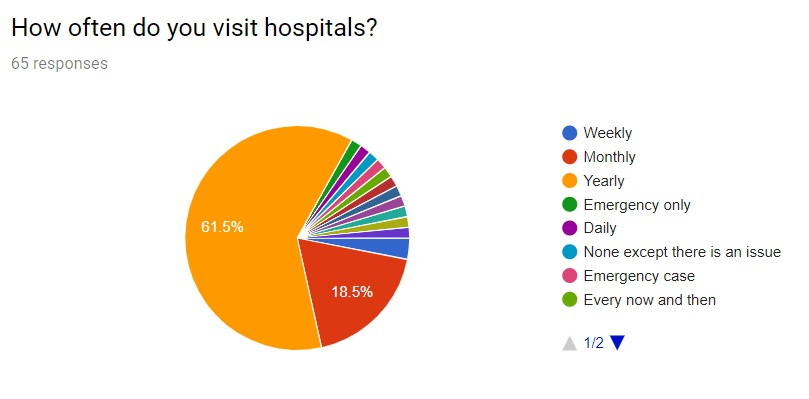 How often do you visit hospitals?
65 responses
61.5%
18.5%
Weekly
Monthly
Yearly
Emergency only
Daily
None except there is an issue
Emergency case
Every now and then
1/2